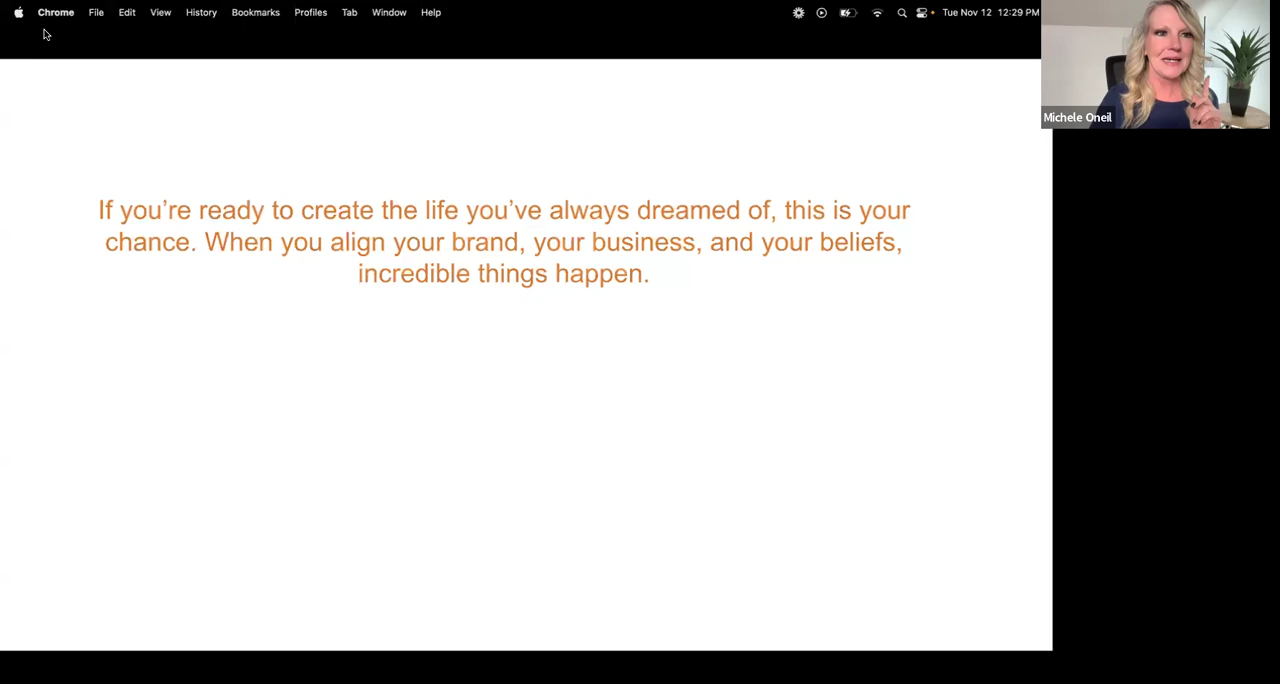 Chrome File Edit View History Bookmarks Profiles Tab Window Help Tue Nov 12 12:29 PM
Michele Oneil
If you’re ready to create the life you’ve always dreamed of, this is your
chance. When you align your brand, your business, and your beliefs,
incredible things happen.